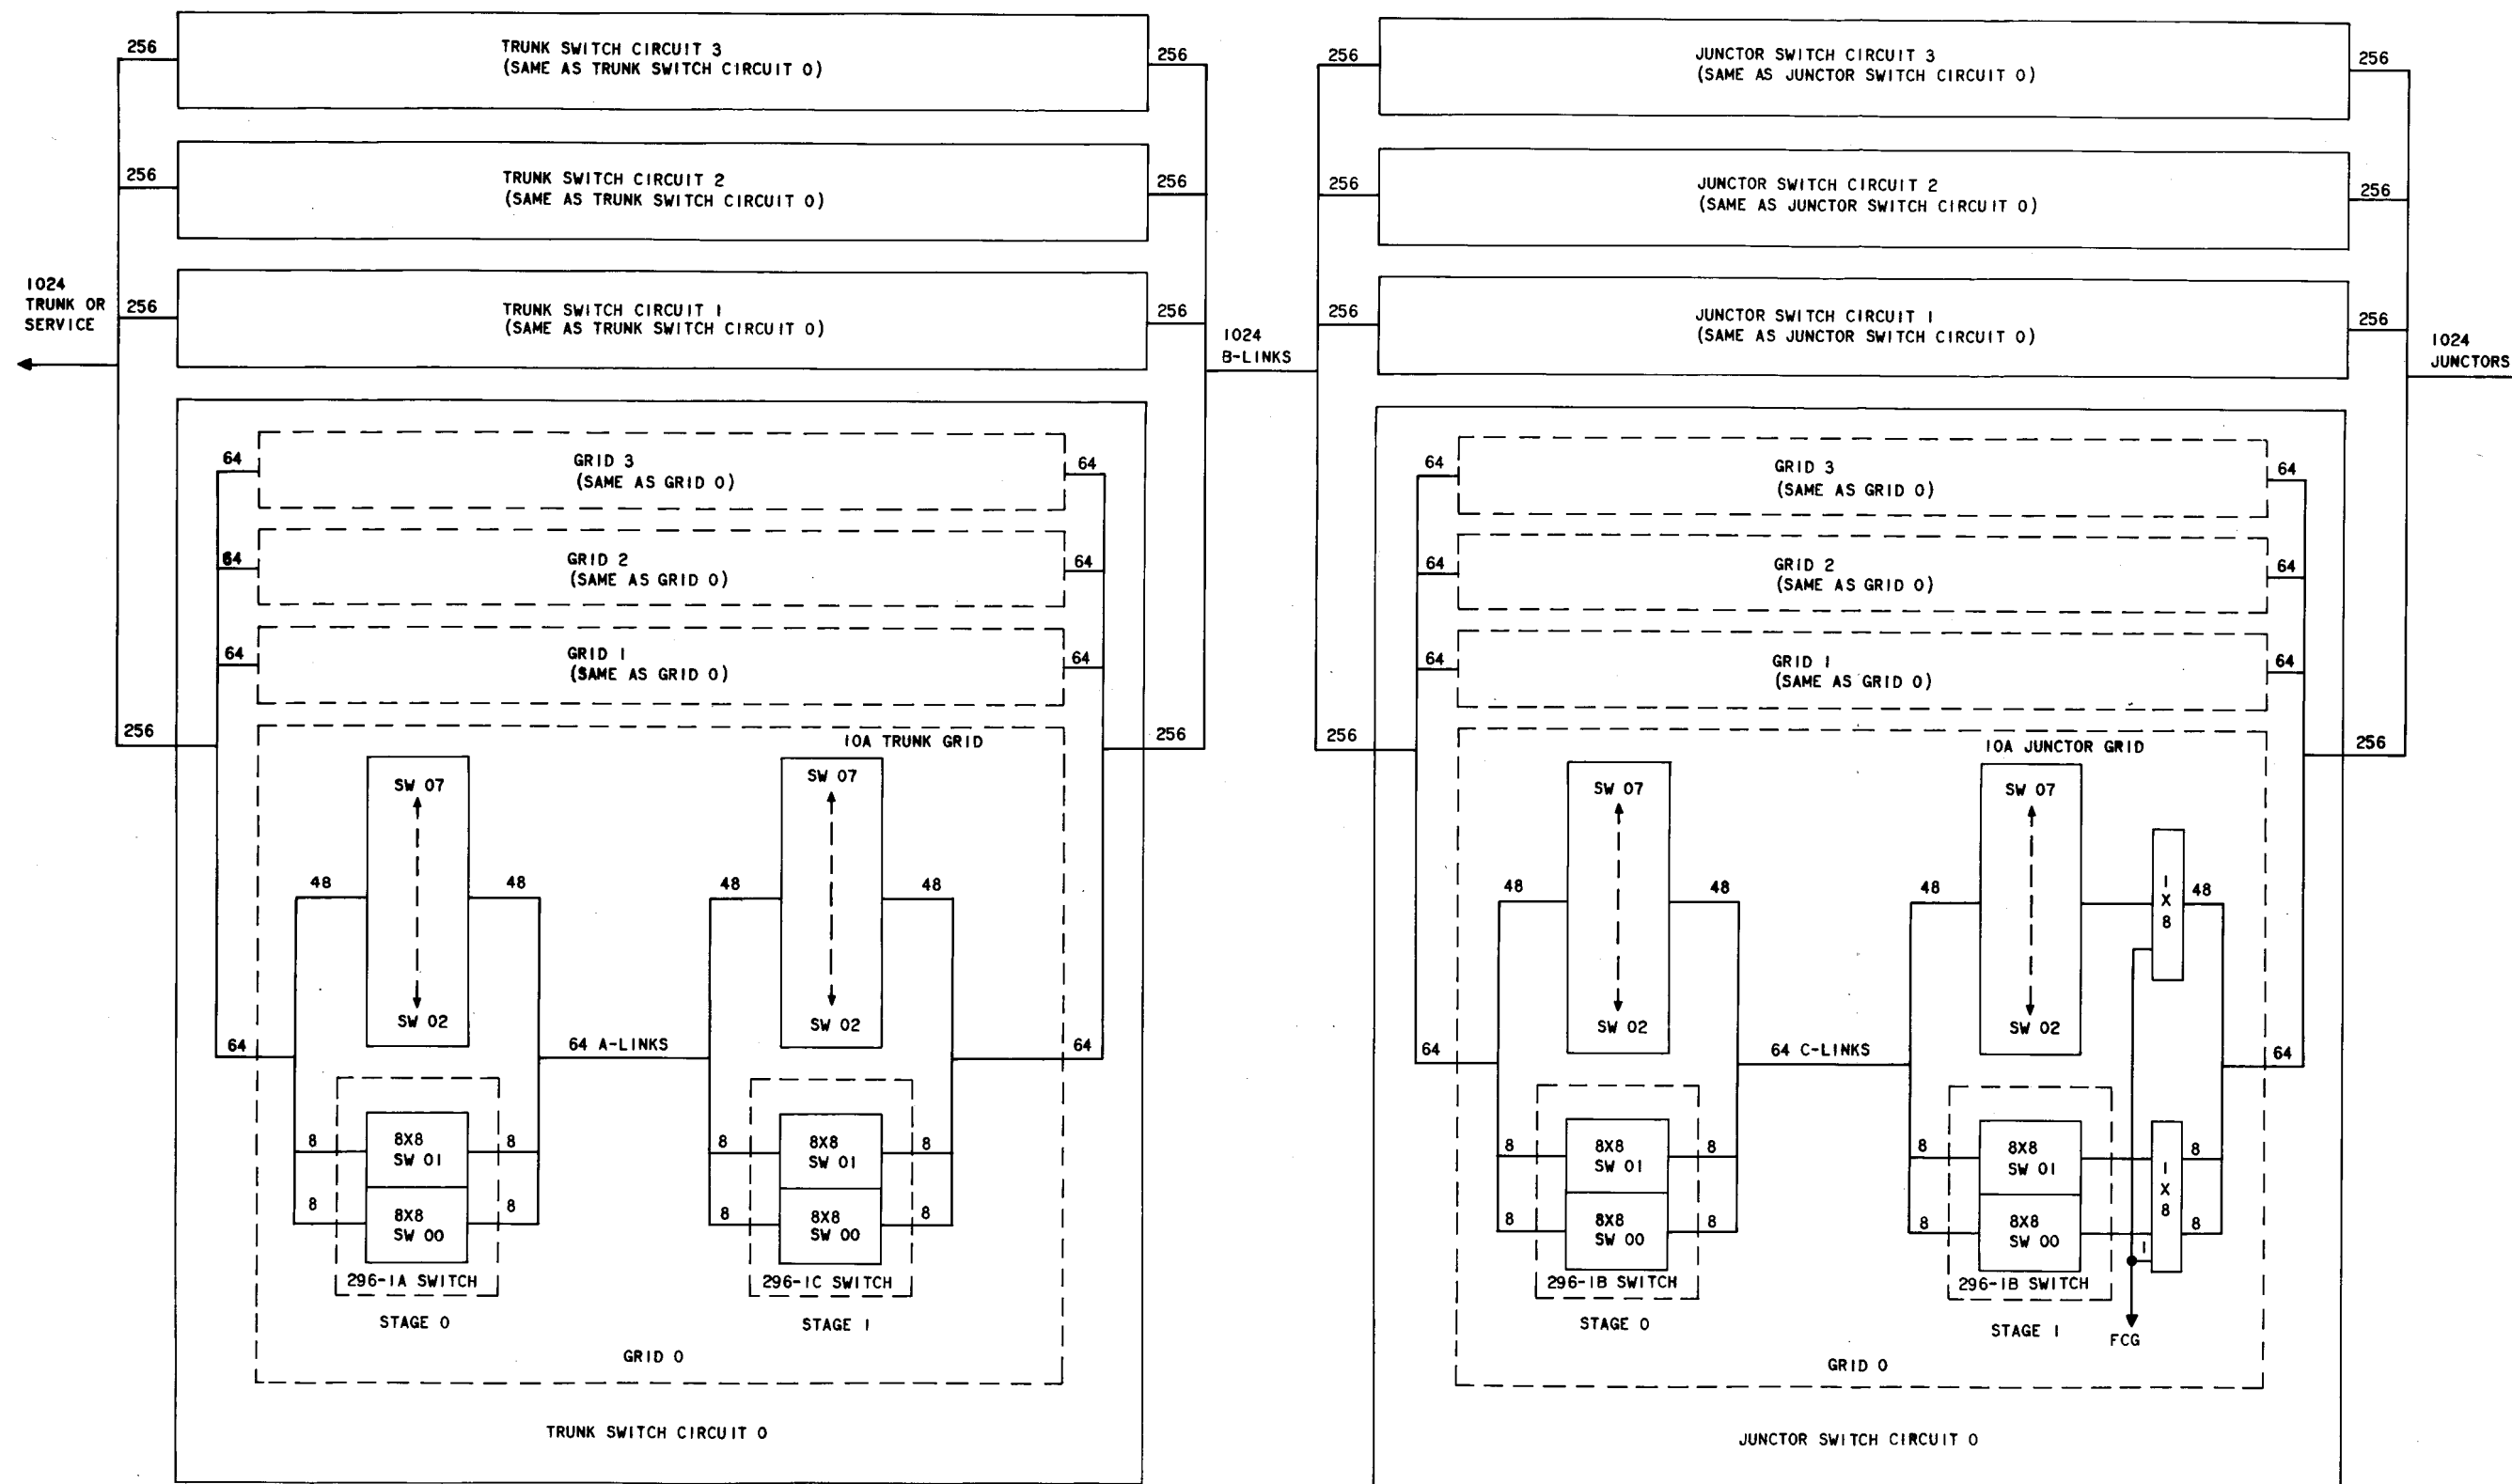 256
TRUNK SWITCH CIRCUIT 3
(SAME AS TRUNK SWITCH CIRCUIT 0)
256
256
TRUNK SWITCH CIRCUIT 2
(SAME AS TRUNK SWITCH CIRCUIT 0)
256
1024
TRUNK OR
SERVICE
256
TRUNK SWITCH CIRCUIT 1
(SAME AS TRUNK SWITCH CIRCUIT 0)
256
1024
B-LINKS
64
GRID 3
(SAME AS GRID 0)
64
64
GRID 2
(SAME AS GRID 0)
64
64
GRID 1
(SAME AS GRID 0)
64
256
10A TRUNK GRID
256
SW 07
SW 02
48
48
SW 07
SW 02
48
48
64
64 A-LINKS
64
8
8X8
SW 01
8
8
8X8
SW 00
8
296-1A SWITCH
STAGE 0
8
8X8
SW 01
8
8
8X8
SW 00
8
296-1C SWITCH
STAGE 1
GRID 0
TRUNK SWITCH CIRCUIT 0
256
JUNCTOR SWITCH CIRCUIT 3
(SAME AS JUNCTOR SWITCH CIRCUIT 0)
256
256
JUNCTOR SWITCH CIRCUIT 2
(SAME AS JUNCTOR SWITCH CIRCUIT 0)
256
256
JUNCTOR SWITCH CIRCUIT 1
(SAME AS JUNCTOR SWITCH CIRCUIT 0)
256
1024
JUNCTORS
64
GRID 3
(SAME AS GRID 0)
64
64
GRID 2
(SAME AS GRID 0)
64
64
GRID 1
(SAME AS GRID 0)
64
256
10A JUNCTOR GRID
256
SW 07
SW 02
48
48
SW 07
SW 02
48
1
X
8
48
64
64 C-LINKS
64
8
8X8
SW 01
8
8
8X8
SW 00
8
296-1B SWITCH
STAGE 0
8
8X8
SW 01
8
8X8
SW 00
296-1B SWITCH
STAGE 1
1
X
8
8
8
1
FCG
GRID 0
JUNCTOR SWITCH CIRCUIT 0